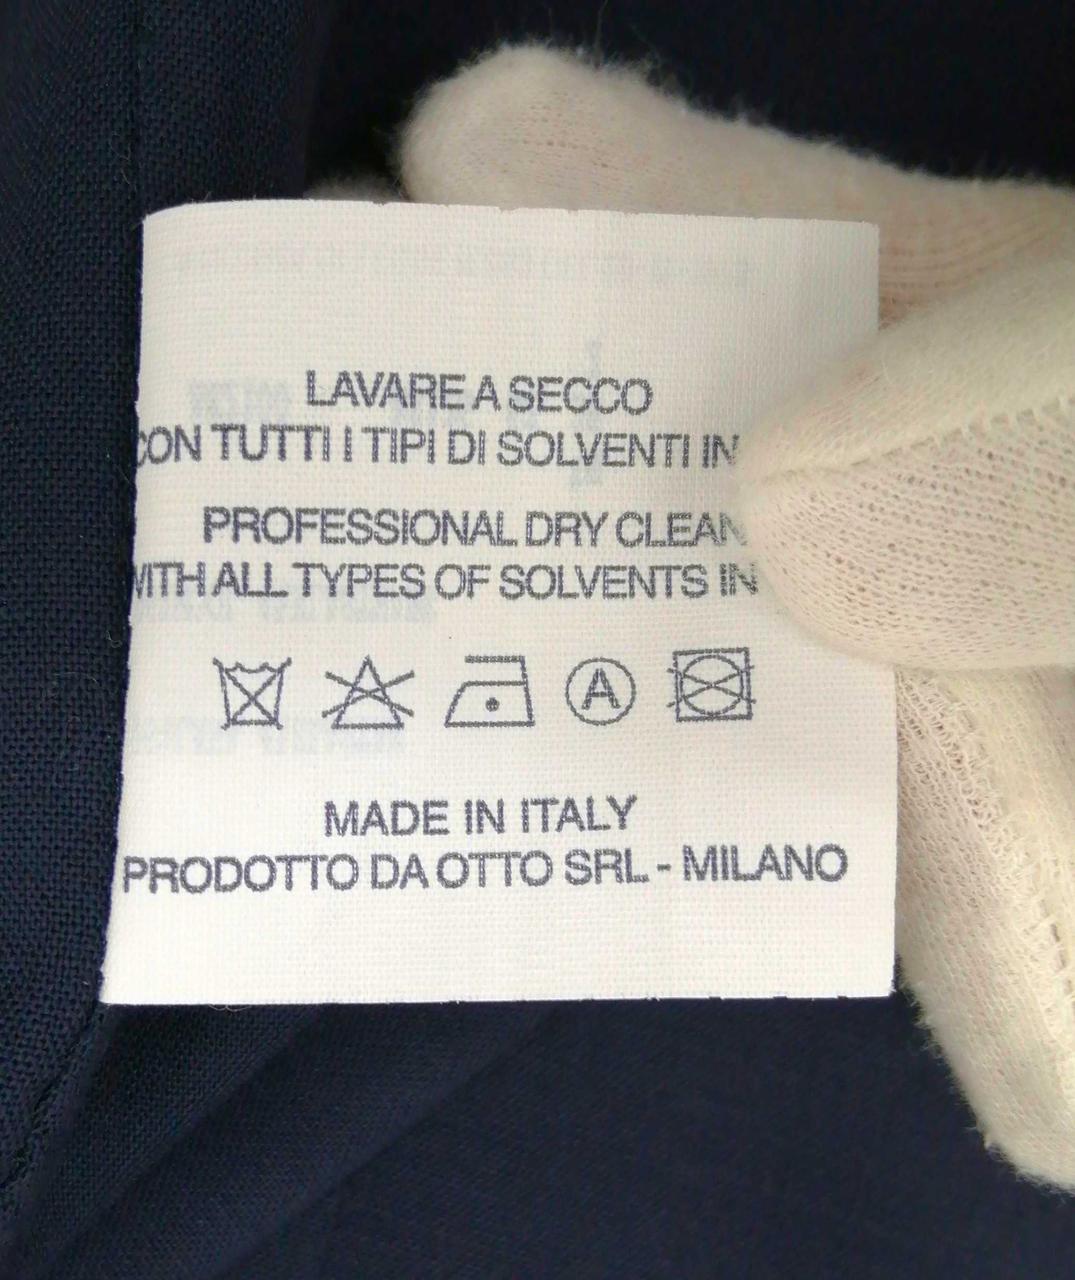 LAVARE A SECCO
CON TUTTI I TIPI DI SOLVENTI IN
PROFESSIONAL DRY CLEAN
WITH ALL TYPES OF SOLVENTS IN
A
MADE IN ITALY
PRODOTTO DA OTTO SRL - MILANO